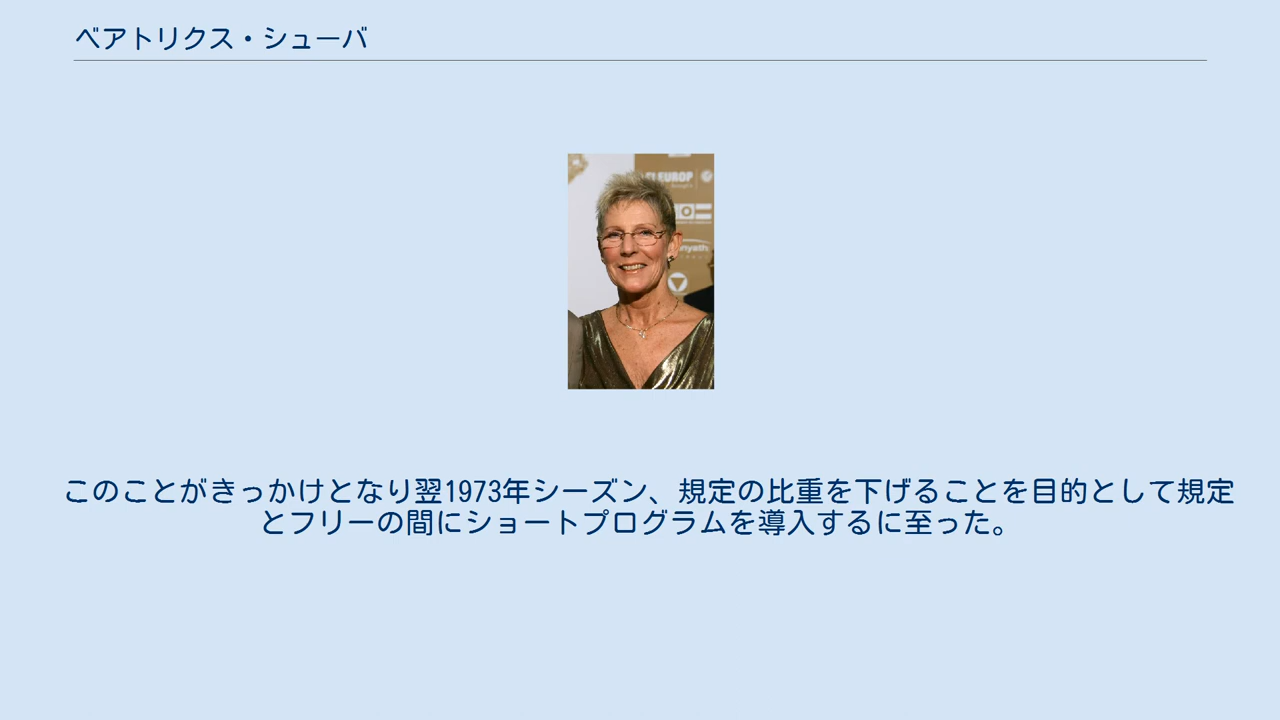 ベアトリクス・シューバ
LEUROP
nyath
このことがきっかけとなり翌1973年シーズン、規定の比重を下げることを目的として規定
とフリーの間にショートプログラムを導入するに至った。